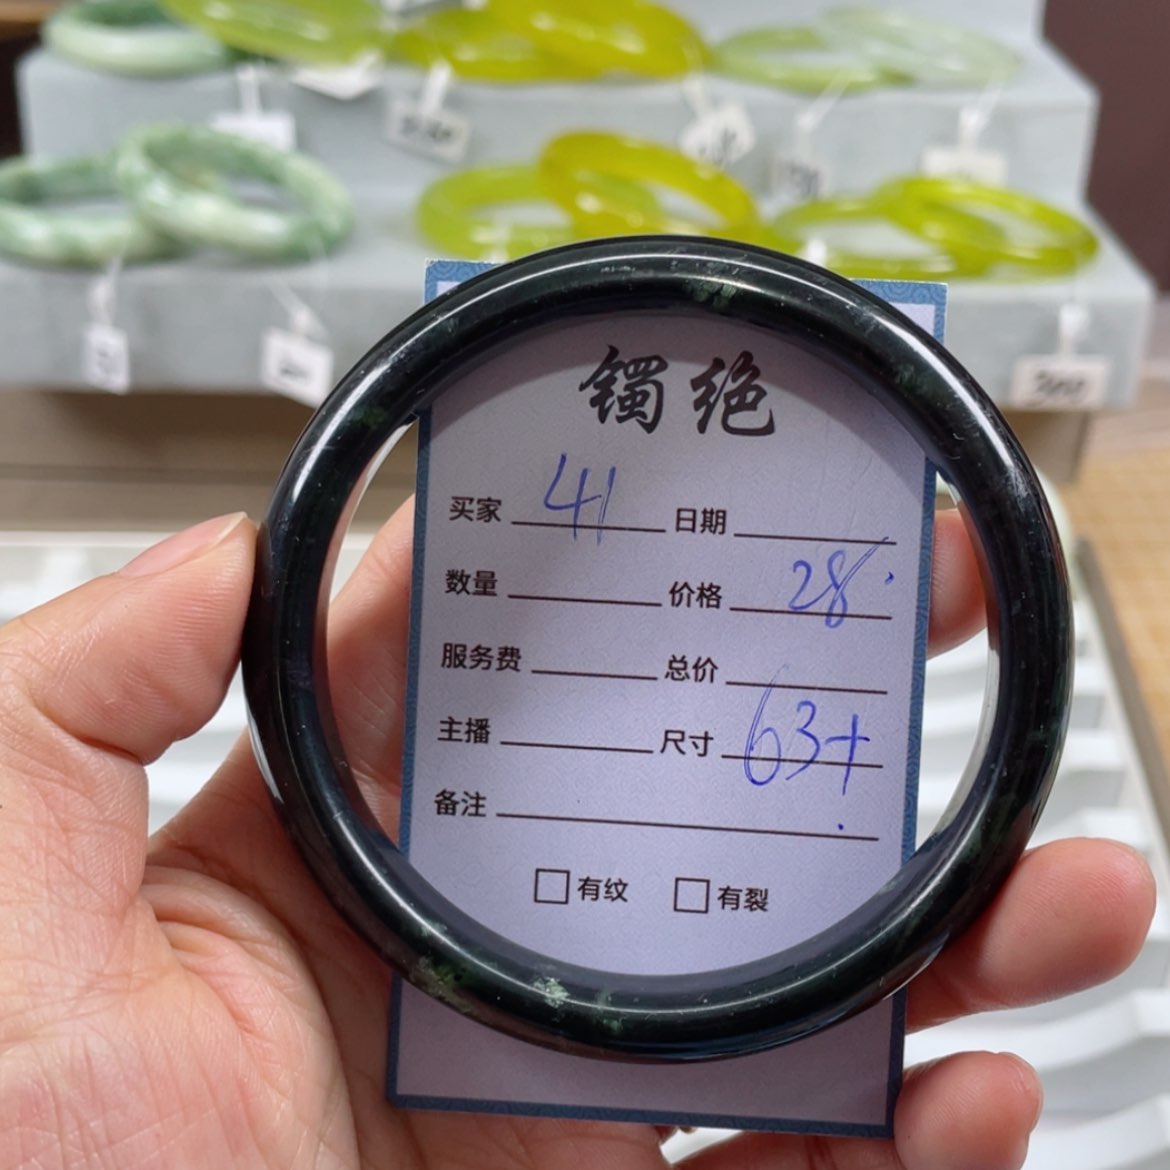 镯绝
买家 41 日期
数量 价格 28
服务费 总价
主播 尺寸 63+
备注
有纹 有裂
300